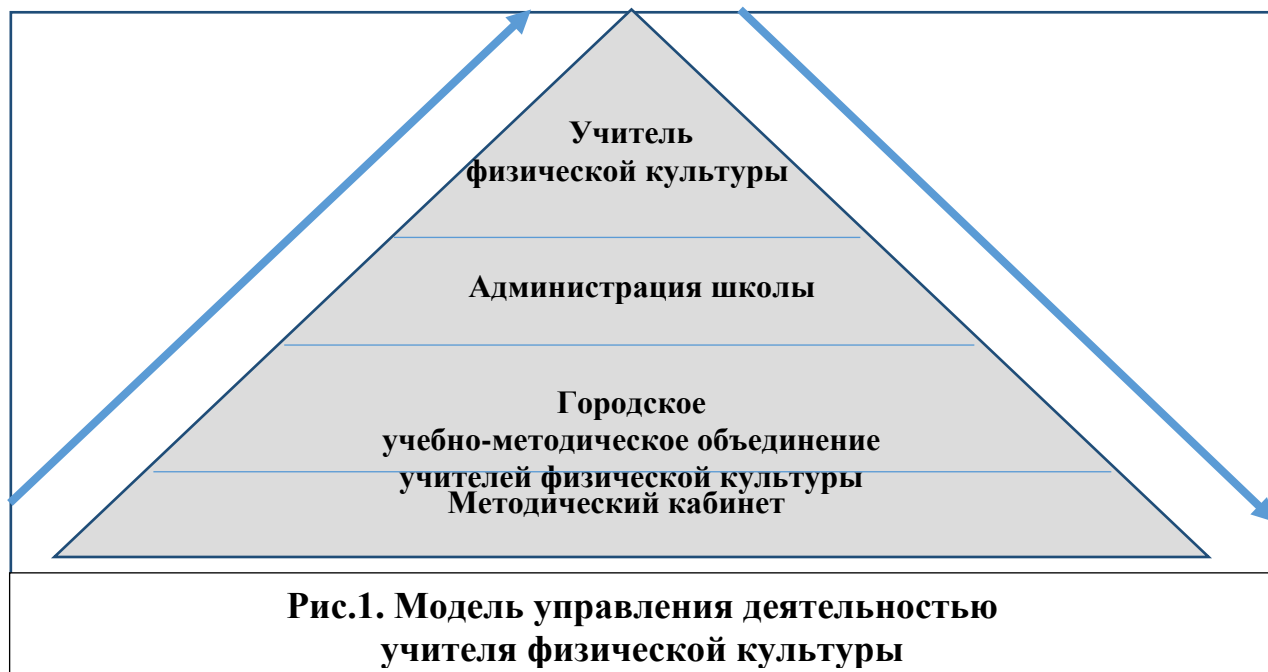 Учитель
физической культуры
Администрация школы
Городское
учебно-методическое объединение
учителей физической культуры
Методический кабинет
Рис.1. Модель управления деятельностью
учителя физической культуры